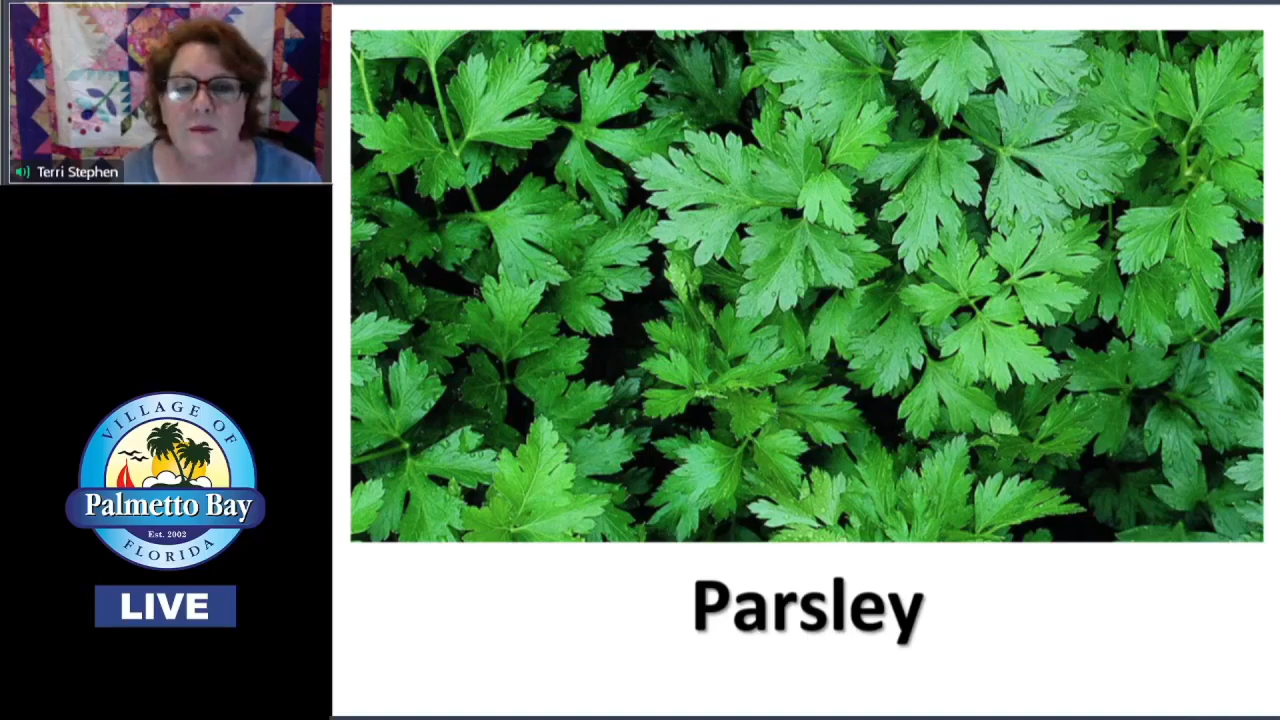 Terri Stephen
VILLAGE OF
Palmetto Bay
Est. 2002
FLORIDA
LIVE
Parsley